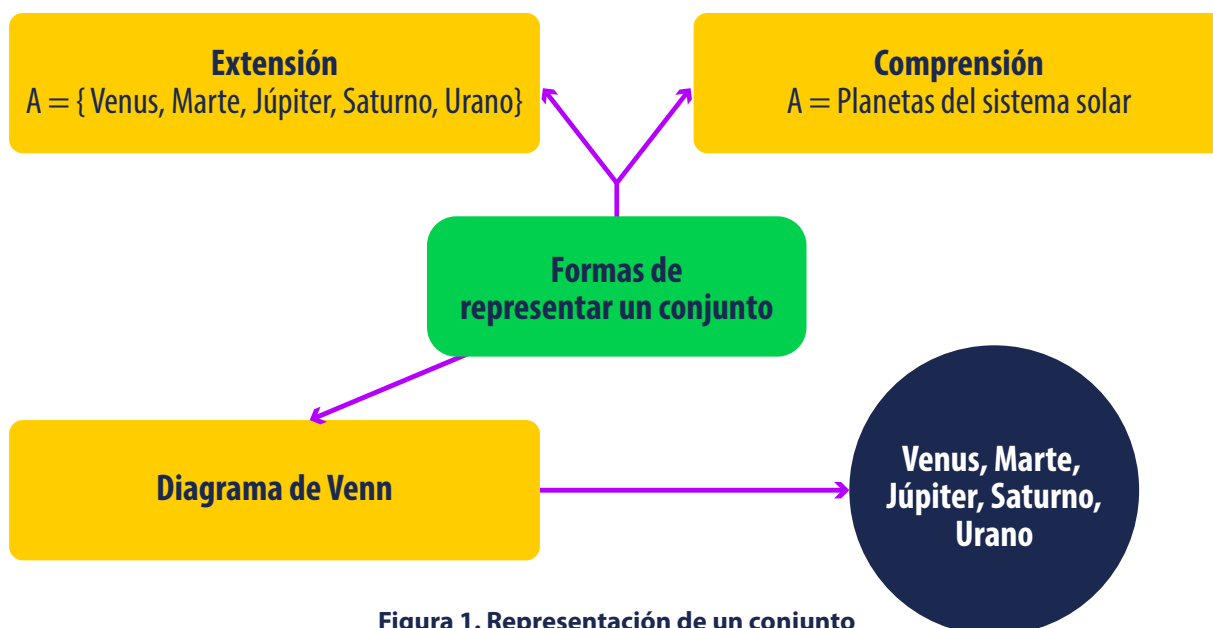 Extensión
A = { Venus, Marte, Júpiter, Saturno, Urano}
Comprensión
A = Planetas del sistema solar
Formas de
representar un conjunto
Diagrama de Venn
Venus, Marte,
Júpiter, Saturno,
Urano
Figura 1. Representación de un conjunto